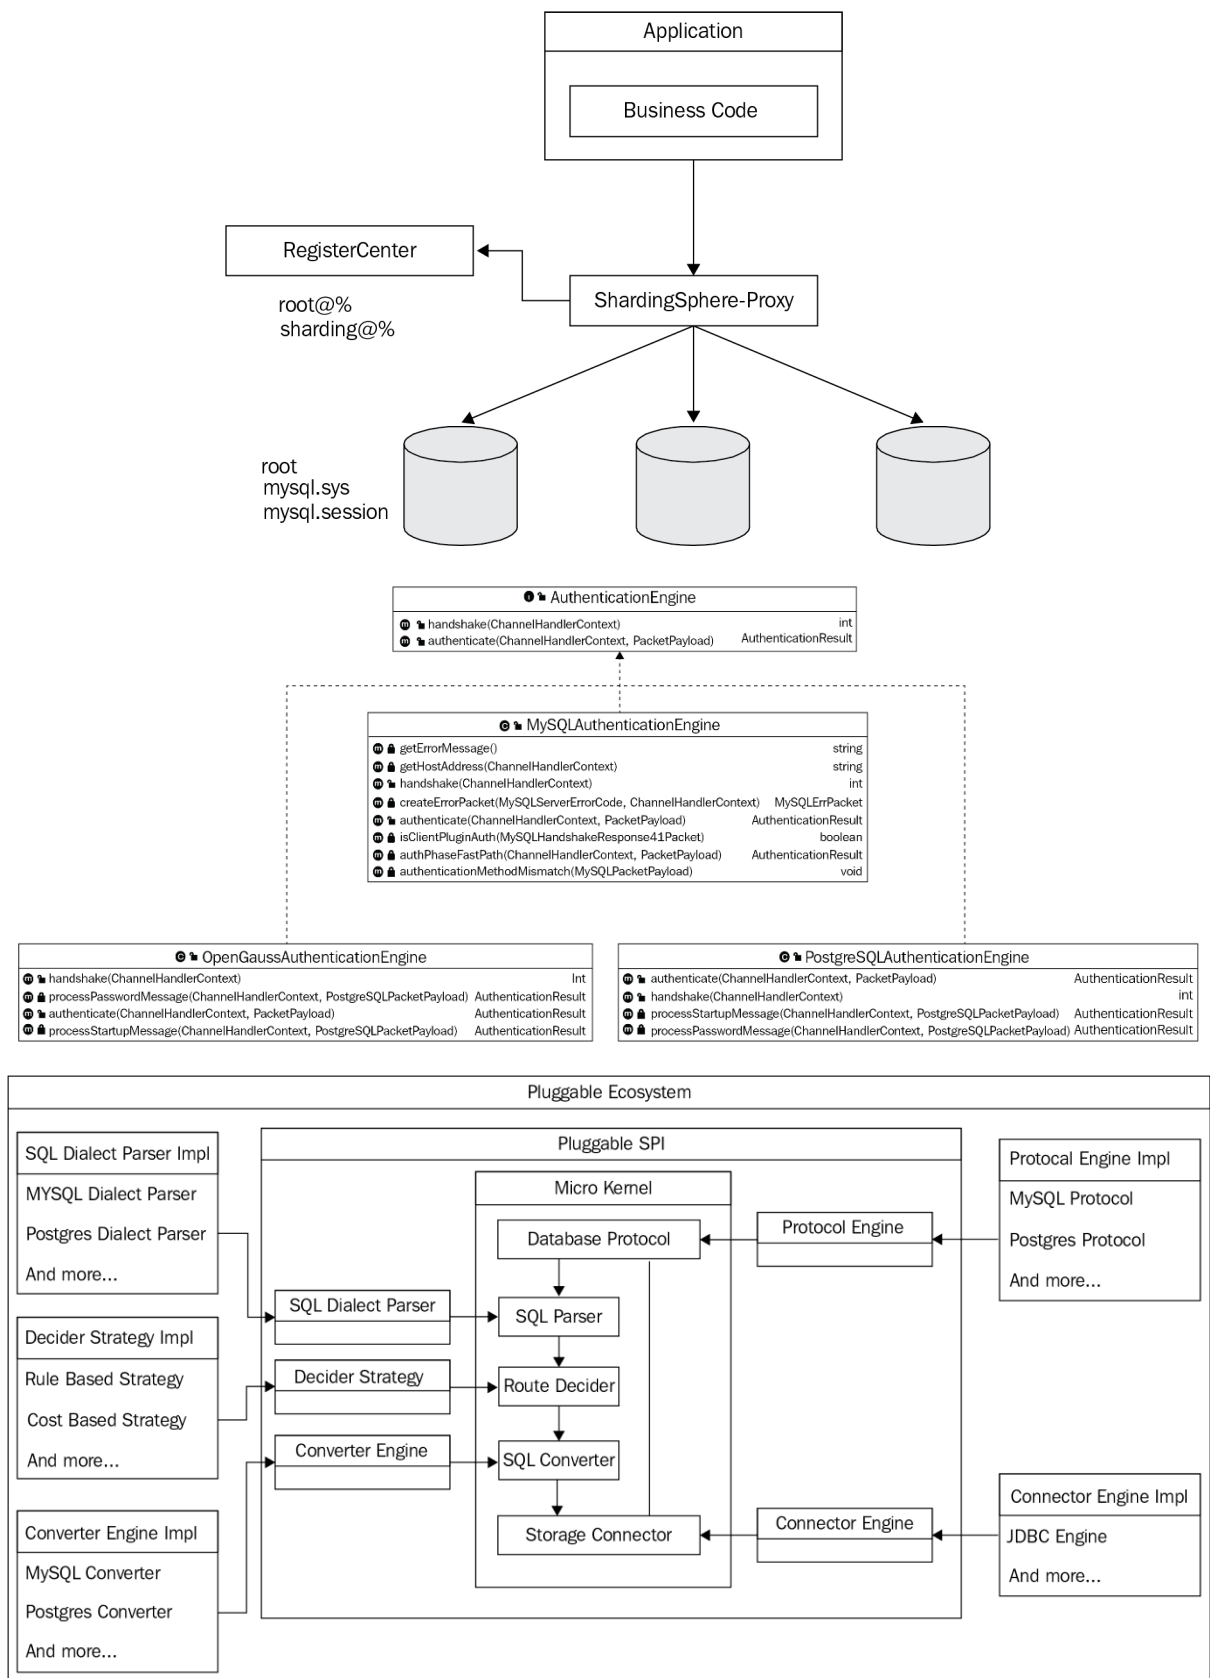 Application
Business Code
RegisterCenter
root@%
sharding@%
ShardingSphere-Proxy
root
mysql.sys
mysql.session
AuthenticationEngine
handshake(ChannelHandlerContext) int
authenticate(ChannelHandlerContext, PacketPayload) AuthenticationResult
MySQLAuthenticationEngine
getErrorMessage() string
getHostAddress(ChannelHandlerContext) string
handshake(ChannelHandlerContext) int
createErrorPacket(MySQLServerErrorCode, ChannelHandlerContext) MySQLErrPacket
authenticate(ChannelHandlerContext, PacketPayload) AuthenticationResult
isClientPluginAuth(MySQLHandshakeResponse41Packet) boolean
authPhaseFastPath(ChannelHandlerContext, PacketPayload) AuthenticationResult
authenticationMethodMismatch(MySQLPacketPayload) void
OpenGaussAuthenticationEngine
handshake(ChannelHandlerContext) Int
processPasswordMessage(ChannelHandlerContext, PostgreSQLPacketPayload) AuthenticationResult
authenticate(ChannelHandlerContext, PacketPayload) AuthenticationResult
processStartupMessage(ChannelHandlerContext, PostgreSQLPacketPayload) AuthenticationResult
PostgreSQLAuthenticationEngine
authenticate(ChannelHandlerContext, PacketPayload) AuthenticationResult
handshake(ChannelHandlerContext) int
processStartupMessage(ChannelHandlerContext, PostgreSQLPacketPayload) AuthenticationResult
processPasswordMessage(ChannelHandlerContext, PostgreSQLPacketPayload) AuthenticationResult
Pluggable Ecosystem
SQL Dialect Parser Impl
MYSQL Dialect Parser
Postgres Dialect Parser
And more...
Decider Strategy Impl
Rule Based Strategy
Cost Based Strategy
And more...
Converter Engine Impl
MySQL Converter
Postgres Converter
And more...
Pluggable SPI
SQL Dialect Parser
Decider Strategy
Converter Engine
Micro Kernel
Database Protocol
SQL Parser
Route Decider
SQL Converter
Storage Connector
Protocol Engine
Connector Engine
Protocal Engine Impl
MySQL Protocol
Postgres Protocol
And more...
Connector Engine Impl
JDBC Engine
And more...